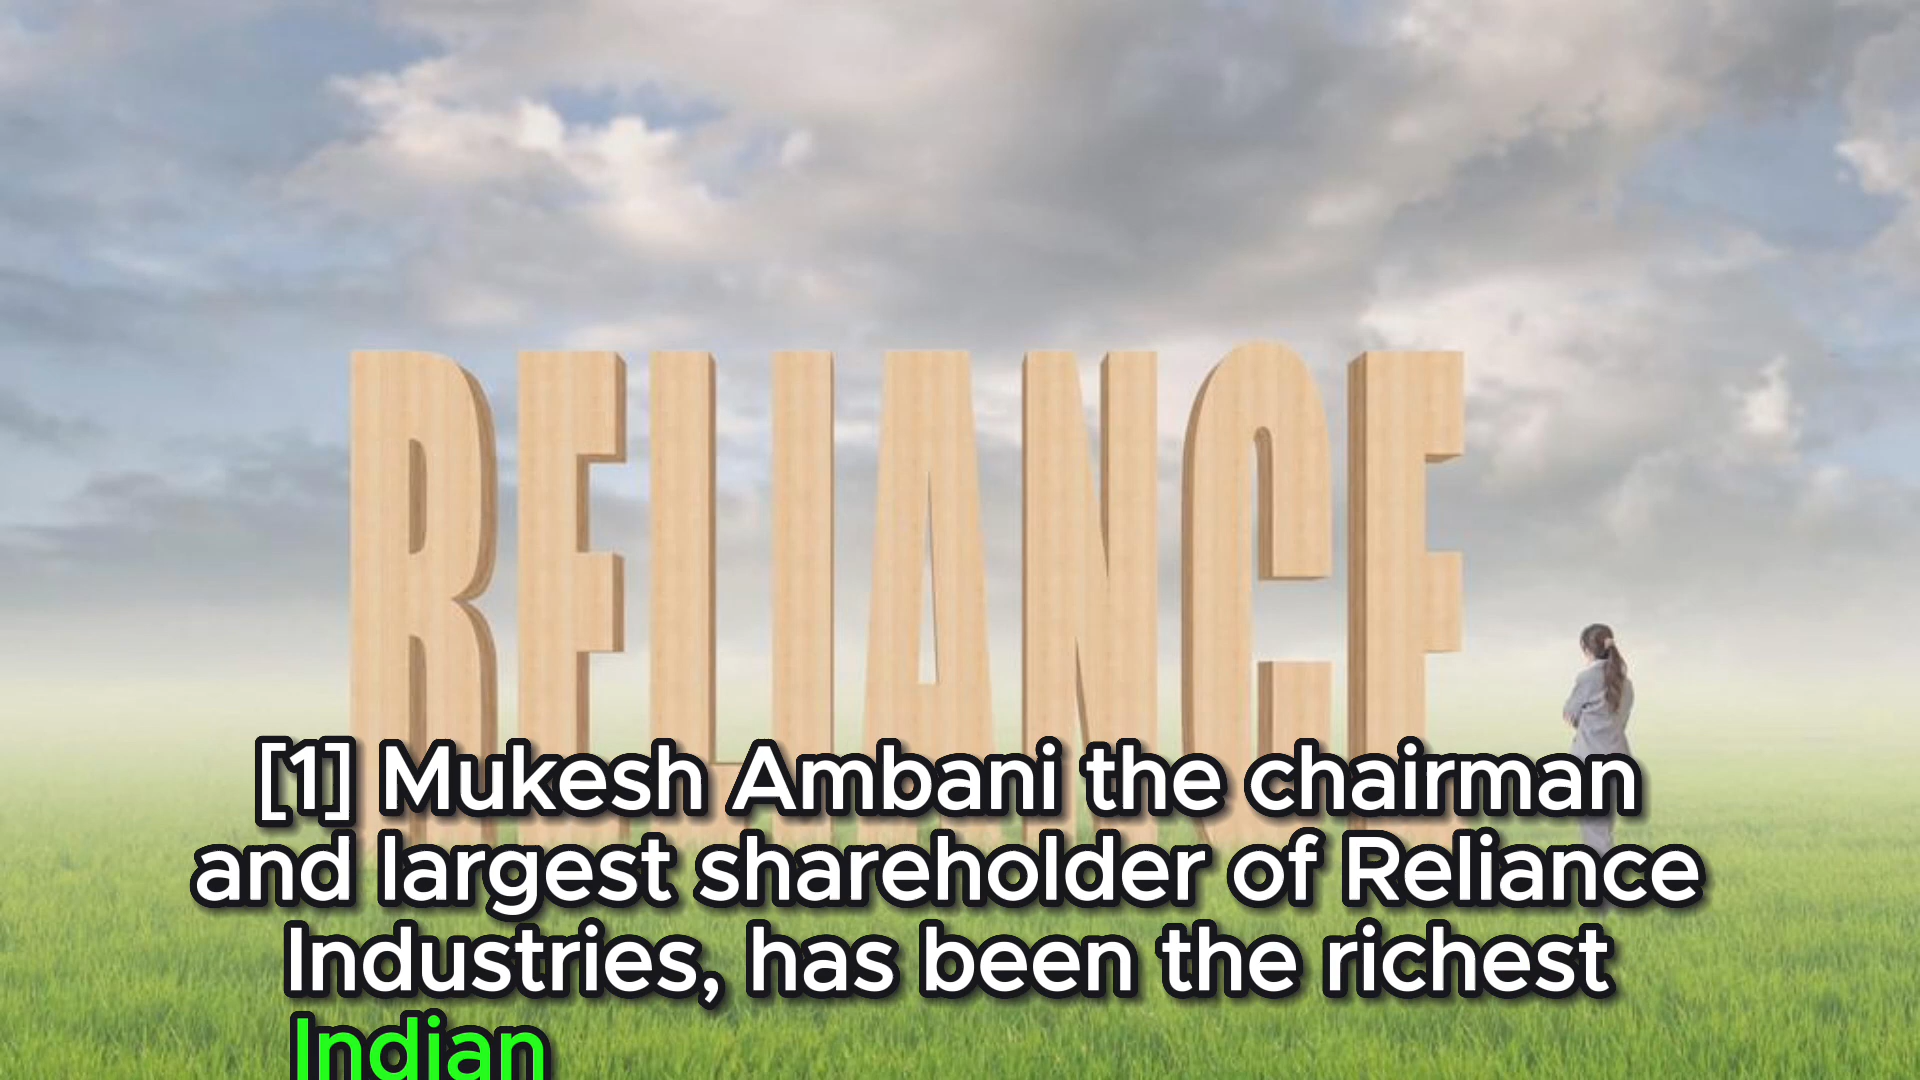 RELIANCE
[1] Mukesh Ambani the chairman
and largest shareholder of Reliance
Industries, has been the richest
Indian